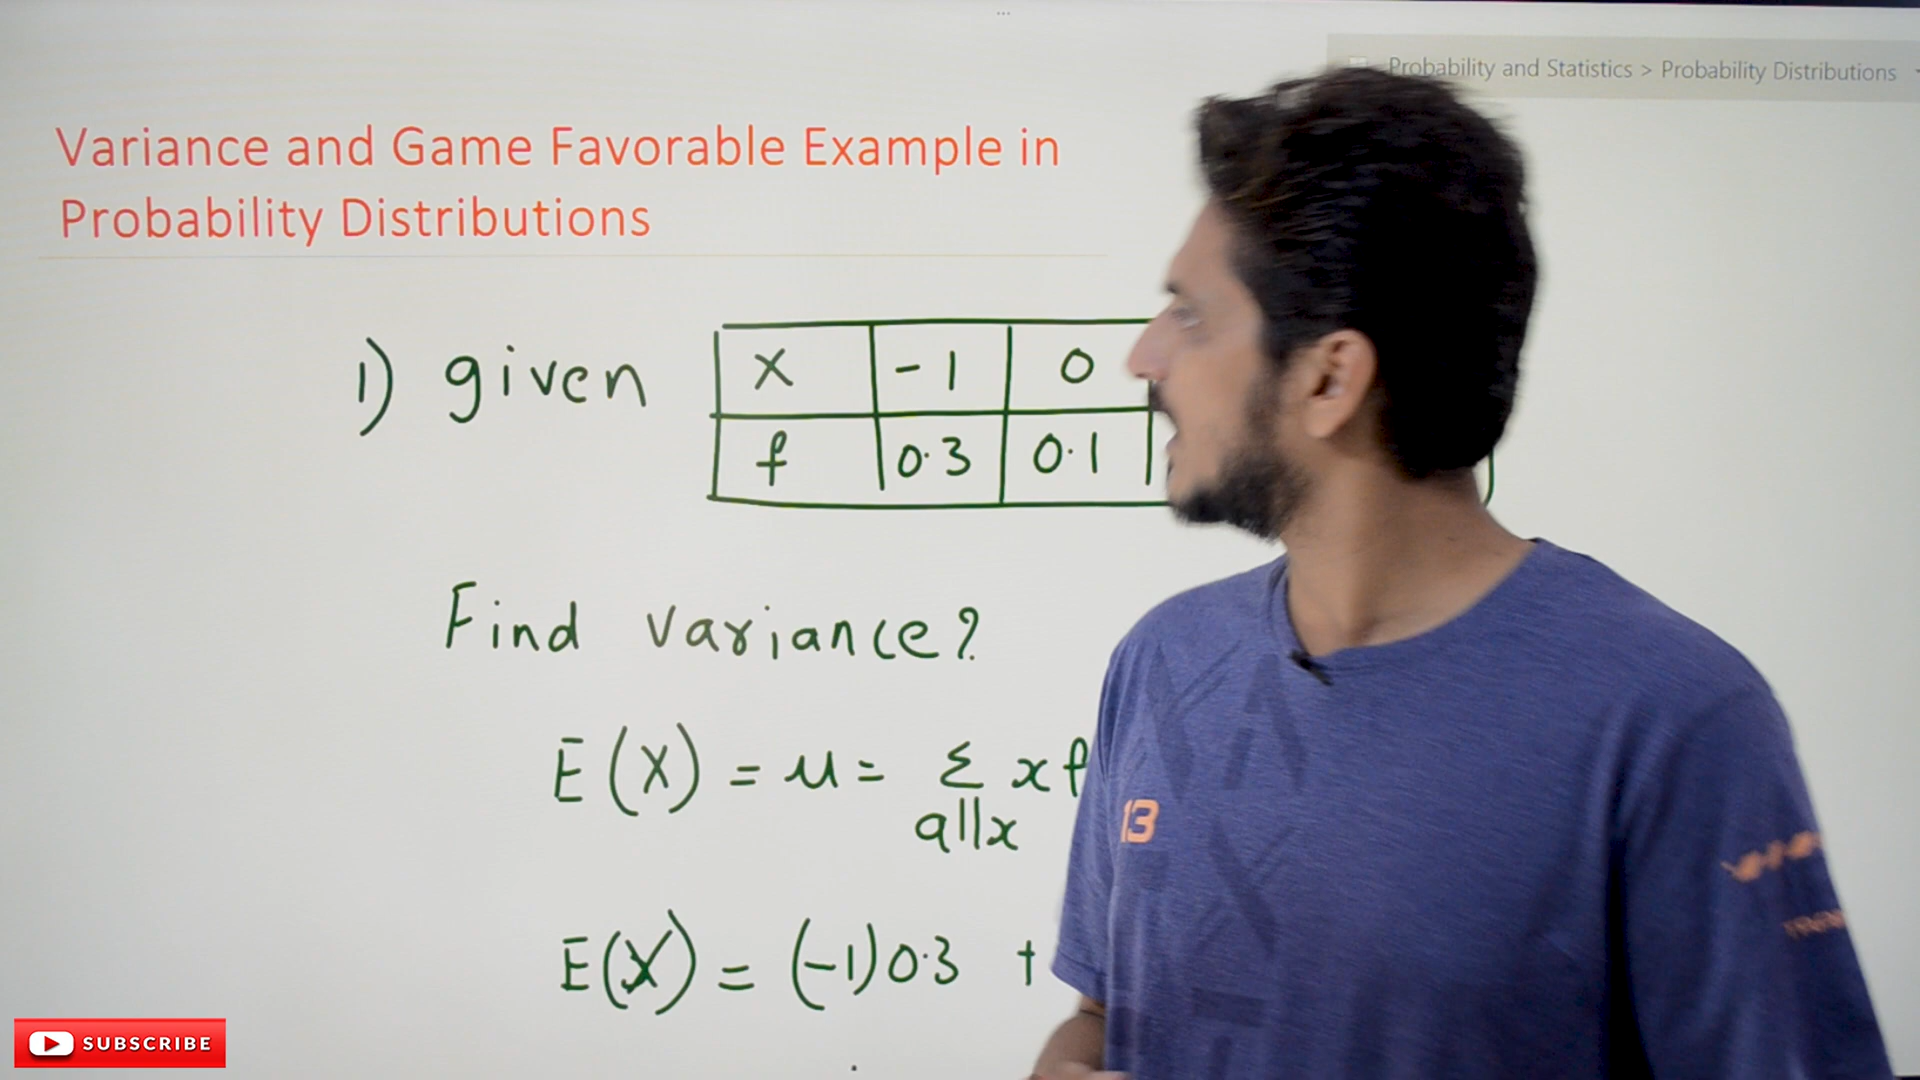 Probability and Statistics > Probability Distributions
Variance and Game Favorable Example in
Probability Distributions
1) given
X -1 0
f 0.3 0.1
Find variance?
E(X) = μ = Σ x f
all x
E(X) = (-1)0.3 +
13
SUBSCRIBE